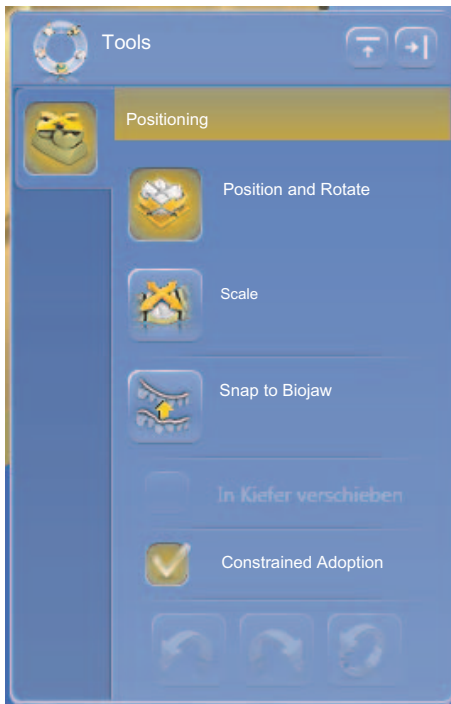 Tools
Positioning
Position and Rotate
Scale
Snap to Biojaw
In Kiefer verschieben
Constrained Adoption